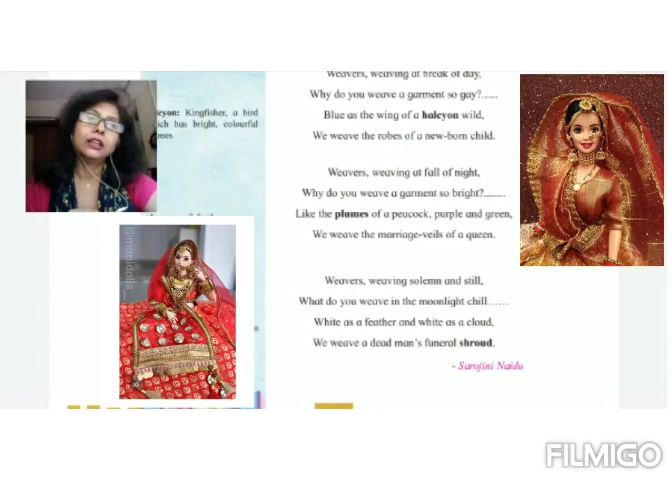 Weavers, weaving at break of day,
Why do you weave a garment so gay?......
Blue as the wing of a halcyon wild,
We weave the robes of a new-born child.
Weavers, weaving at fall of night,
Why do you weave a garment so bright?........
Like the plumes of a peacock, purple and green,
We weave the marriage-veils of a queen.
Weavers, weaving solemn and still,
What do you weave in the moonlight chill……
White as a feather and white as a cloud,
We weave a dead man's funeral shroud.
- Sarojini Naidu
Kingfisher, a bird
has bright, colourful
@mimidolls
FILMIGO